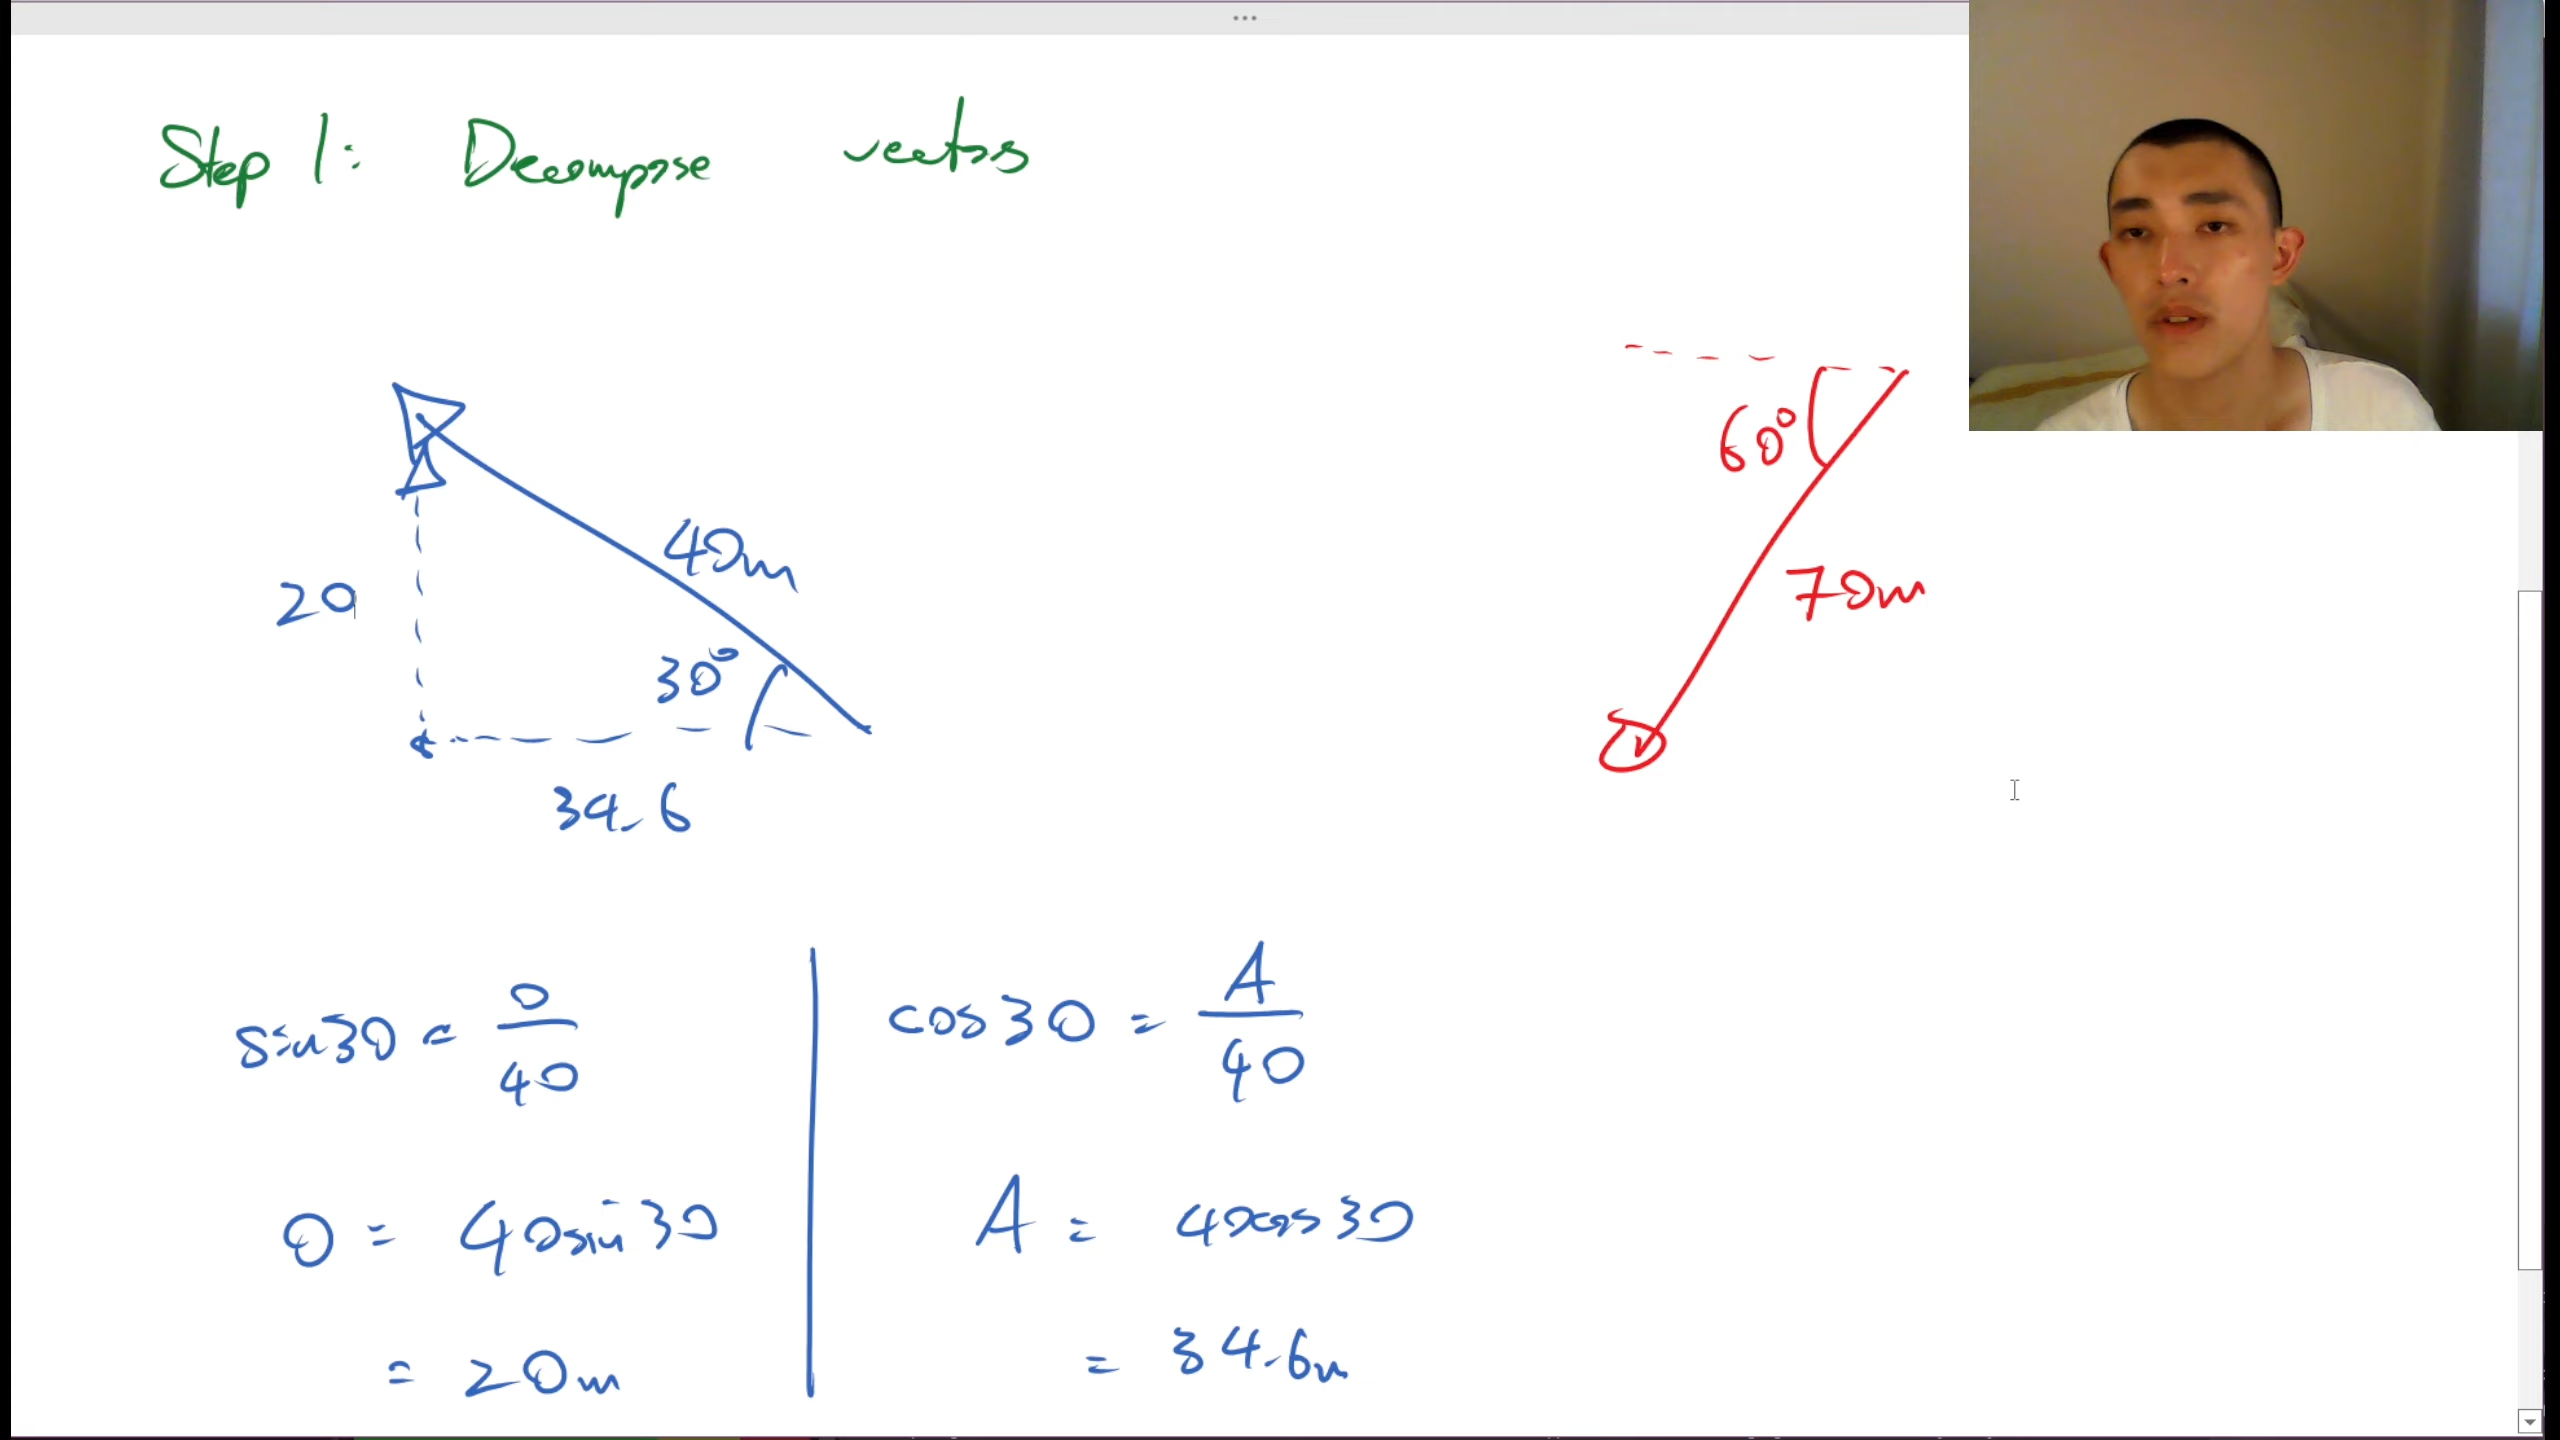 Step 1: Decompose vectors
60°
40m
20
70m
30°
34.6
sin30 = O/40
cos30 = A/40
O = 40sin30
A = 40cos30
= 20m
= 34.6m